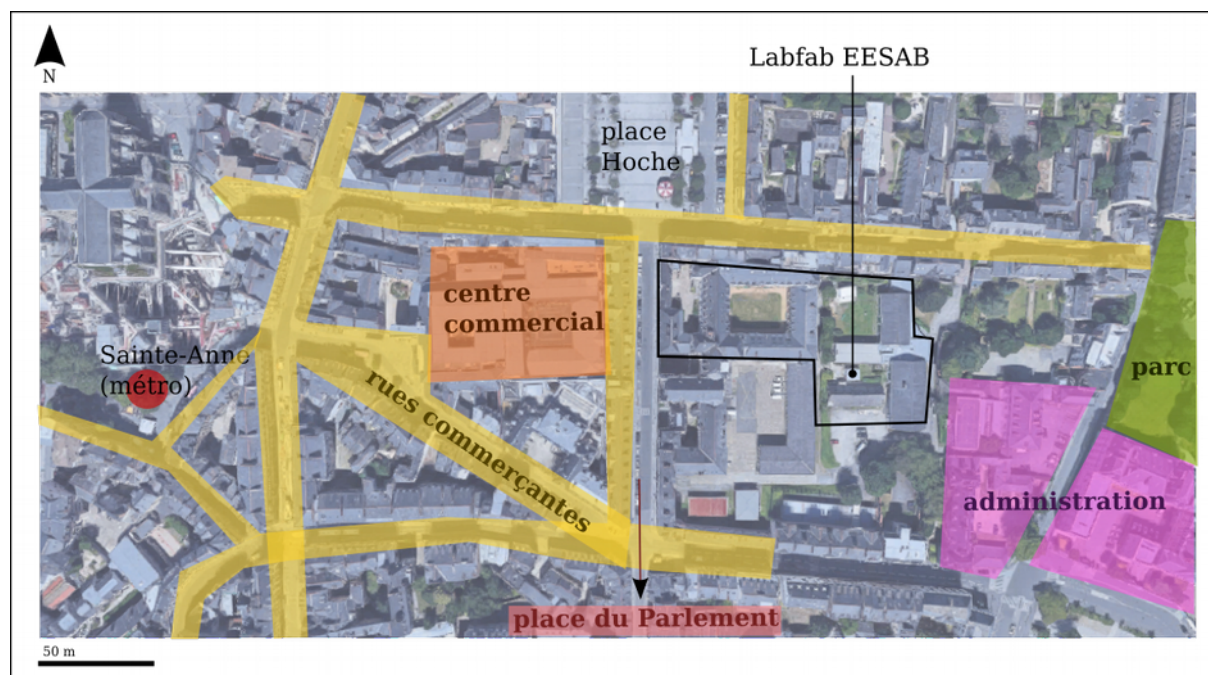 N
Labfab EESAB
place
Hoche
centre
commercial
Sainte-Anne
(métro)
parc
rues commerçantes
administration
place du Parlement
50 m